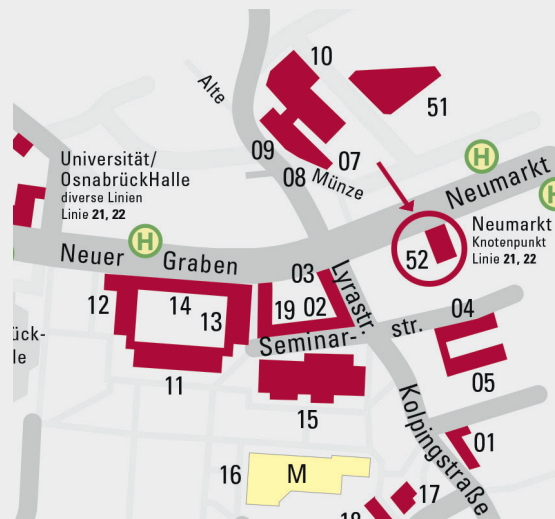 10
51
Alte
09
07
08
Münze
H
Universität/
OsnabrückHalle
diverse Linien
Linie 21, 22
H
Neumarkt
H
Neumarkt
Knotenpunkt
Linie 21, 22
52
Neuer Graben
03
Lyrastr.
12
14
13
19
02
04
Seminar-
str.
ück-
le
11
15
05
Kolpingstraße
01
16
M
17
18